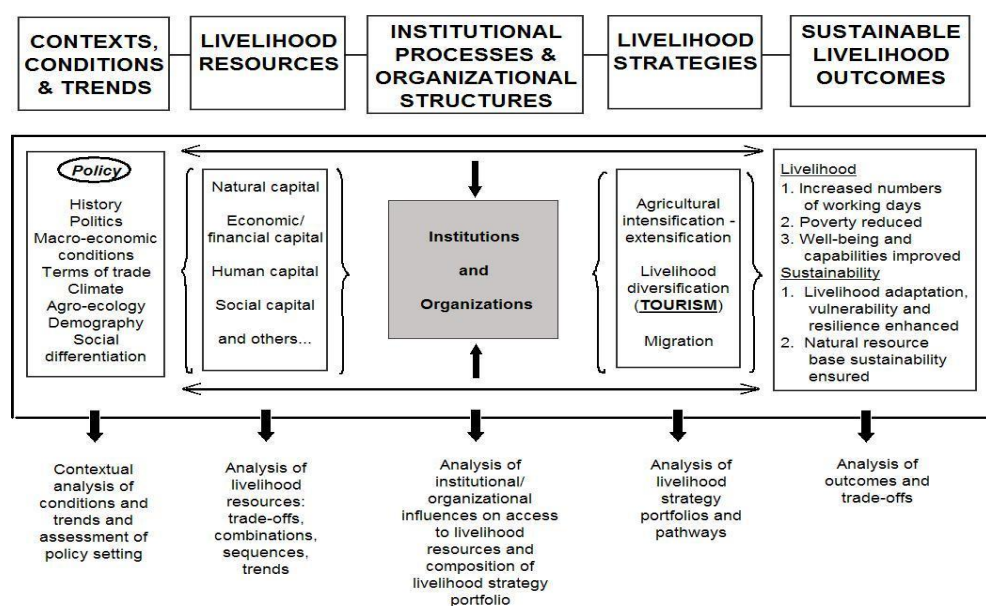 CONTEXTS,
CONDITIONS
& TRENDS
LIVELIHOOD
RESOURCES
INSTITUTIONAL
PROCESSES &
ORGANIZATIONAL
STRUCTURES
LIVELIHOOD
STRATEGIES
SUSTAINABLE
LIVELIHOOD
OUTCOMES
Policy
History
Politics
Macro-economic
conditions
Terms of trade
Climate
Agro-ecology
Demography
Social
differentiation
Natural capital
Economic/
financial capital
Human capital
Social capital
and others...
Institutions
and
Organizations
Agricultural
intensification -
extensification
Livelihood
diversification
(TOURISM)
Migration
Livelihood
1. Increased numbers
of working days
2. Poverty reduced
3. Well-being and
capabilities improved
Sustainability
1. Livelihood adaptation,
vulnerability and
resilience enhanced
2. Natural resource
base sustainability
ensured
Contextual
analysis of
conditions and
trends and
assessment of
policy setting
Analysis of
livelihood
resources:
trade-offs,
combinations,
sequences,
trends
Analysis of
institutional/
organizational
influences on access
to livelihood
resources and
composition of
livelihood strategy
portfolio
Analysis of
livelihood
strategy
portfolios and
pathways
Analysis of
outcomes and
trade-offs